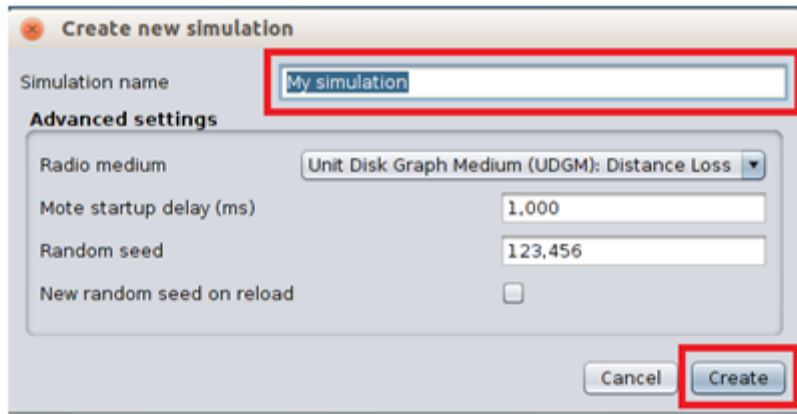 Create new simulation
Simulation name My simulation
Advanced settings
Radio medium Unit Disk Graph Medium (UDGM): Distance Loss
Mote startup delay (ms) 1,000
Random seed 123,456
New random seed on reload
Cancel Create